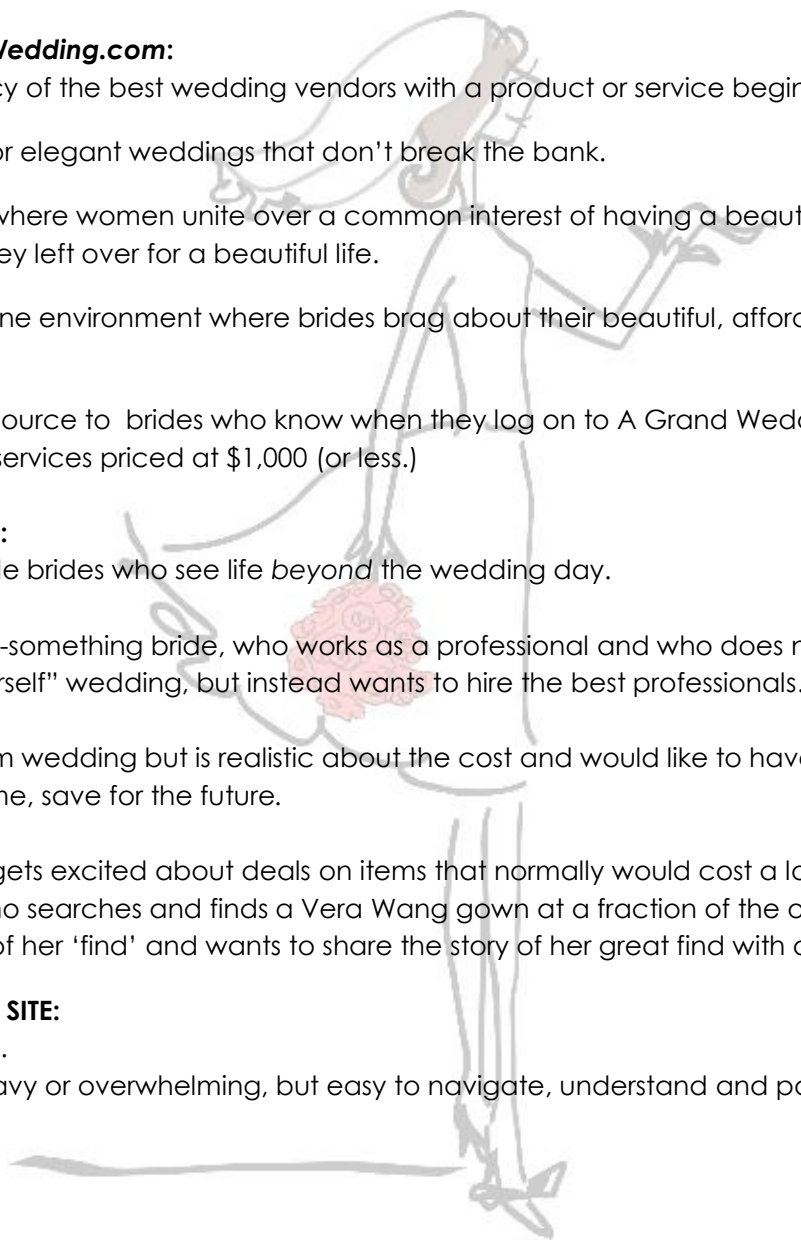 Wedding.com:
cy of the best wedding vendors with a product or service begin
or elegant weddings that don't break the bank.
where women unite over a common interest of having a beaut
ey left over for a beautiful life.
ne environment where brides brag about their beautiful, afford
ource to  brides who know when they log on to A Grand Wedd
services priced at $1,000 (or less.)
:
le brides who see life beyond the wedding day.
-something bride, who works as a professional and who does n
rself” wedding, but instead wants to hire the best professionals.
m wedding but is realistic about the cost and would like to have
me, save for the future.
gets excited about deals on items that normally would cost a lo
ho searches and finds a Vera Wang gown at a fraction of the c
of her ‘find’ and wants to share the story of her great find with o
SITE:
.
avy or overwhelming, but easy to navigate, understand and pa